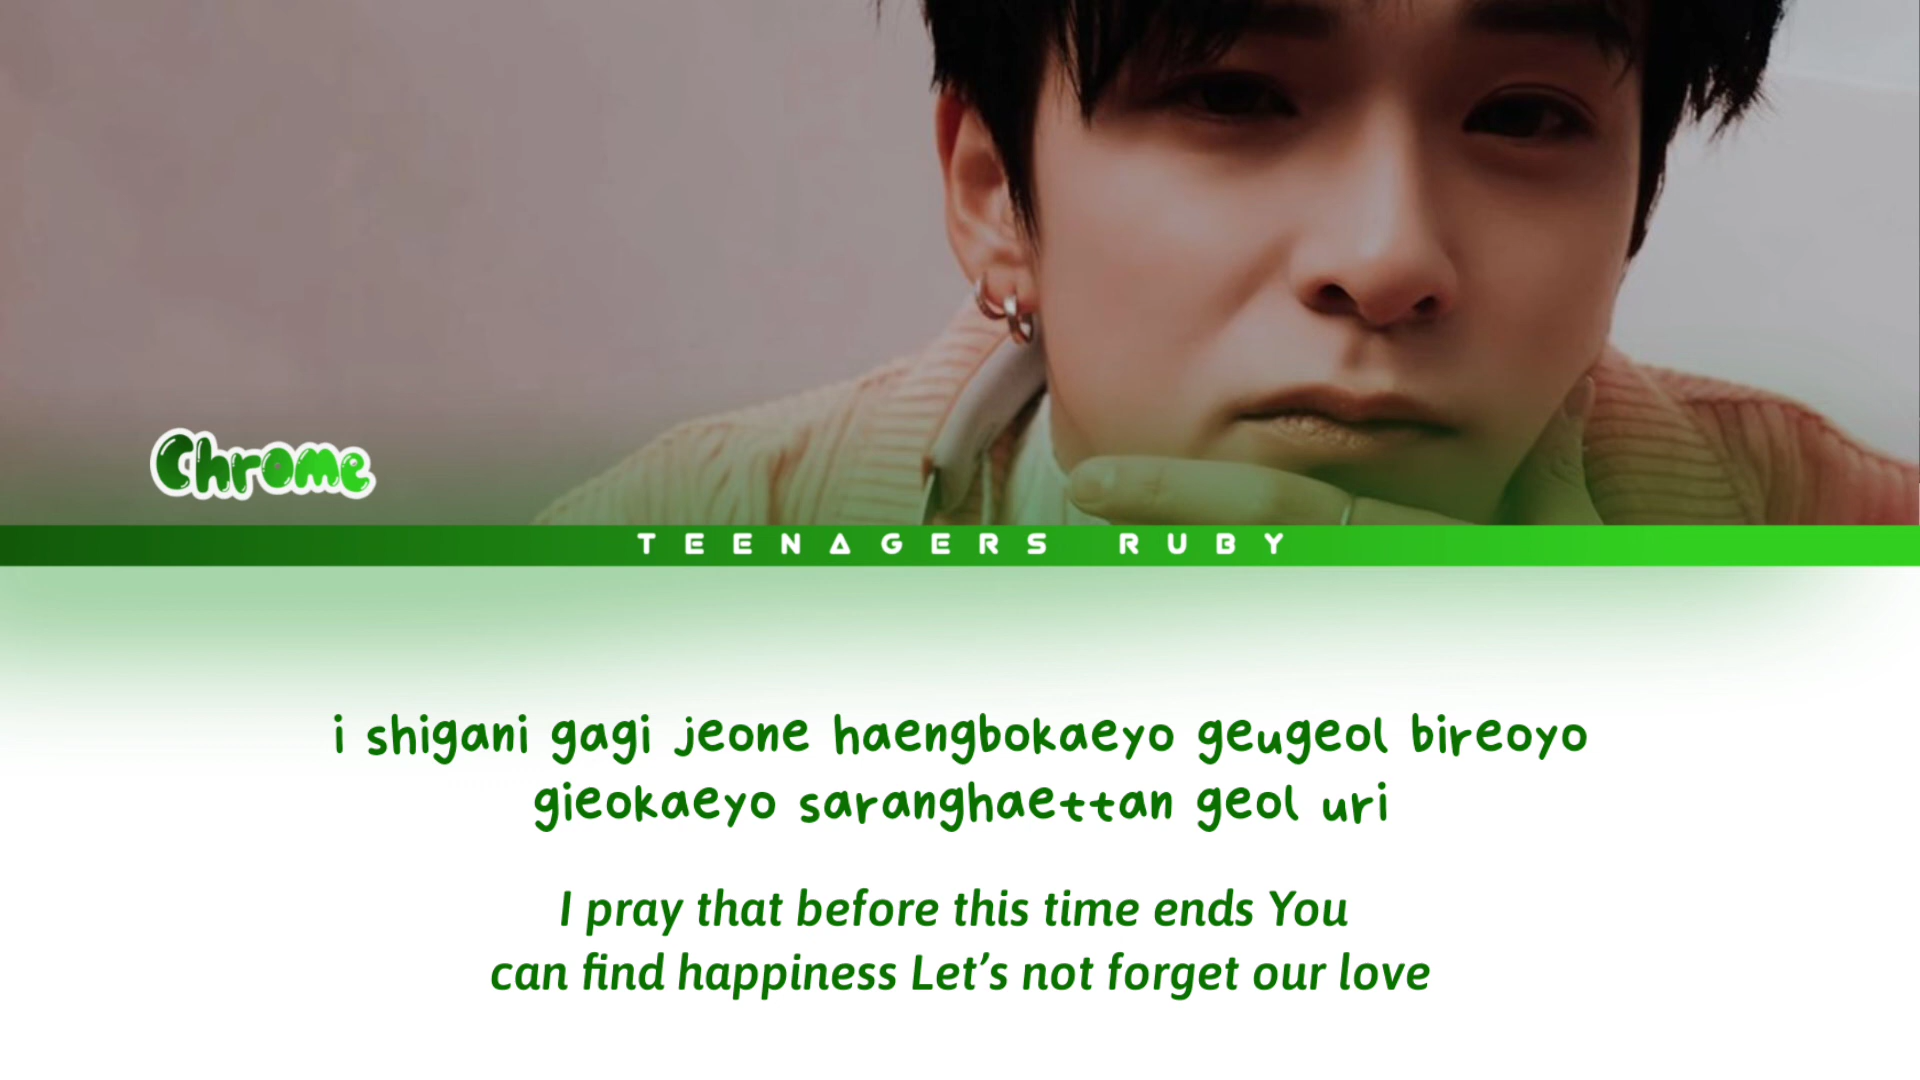 Chrome
TEENAGERS RUBY
i shigani gagi jeone haengbokaeyo geugeol bireoyo
gieokaeyo saranghaettan geol uri
I pray that before this time ends You
can find happiness Let’s not forget our love